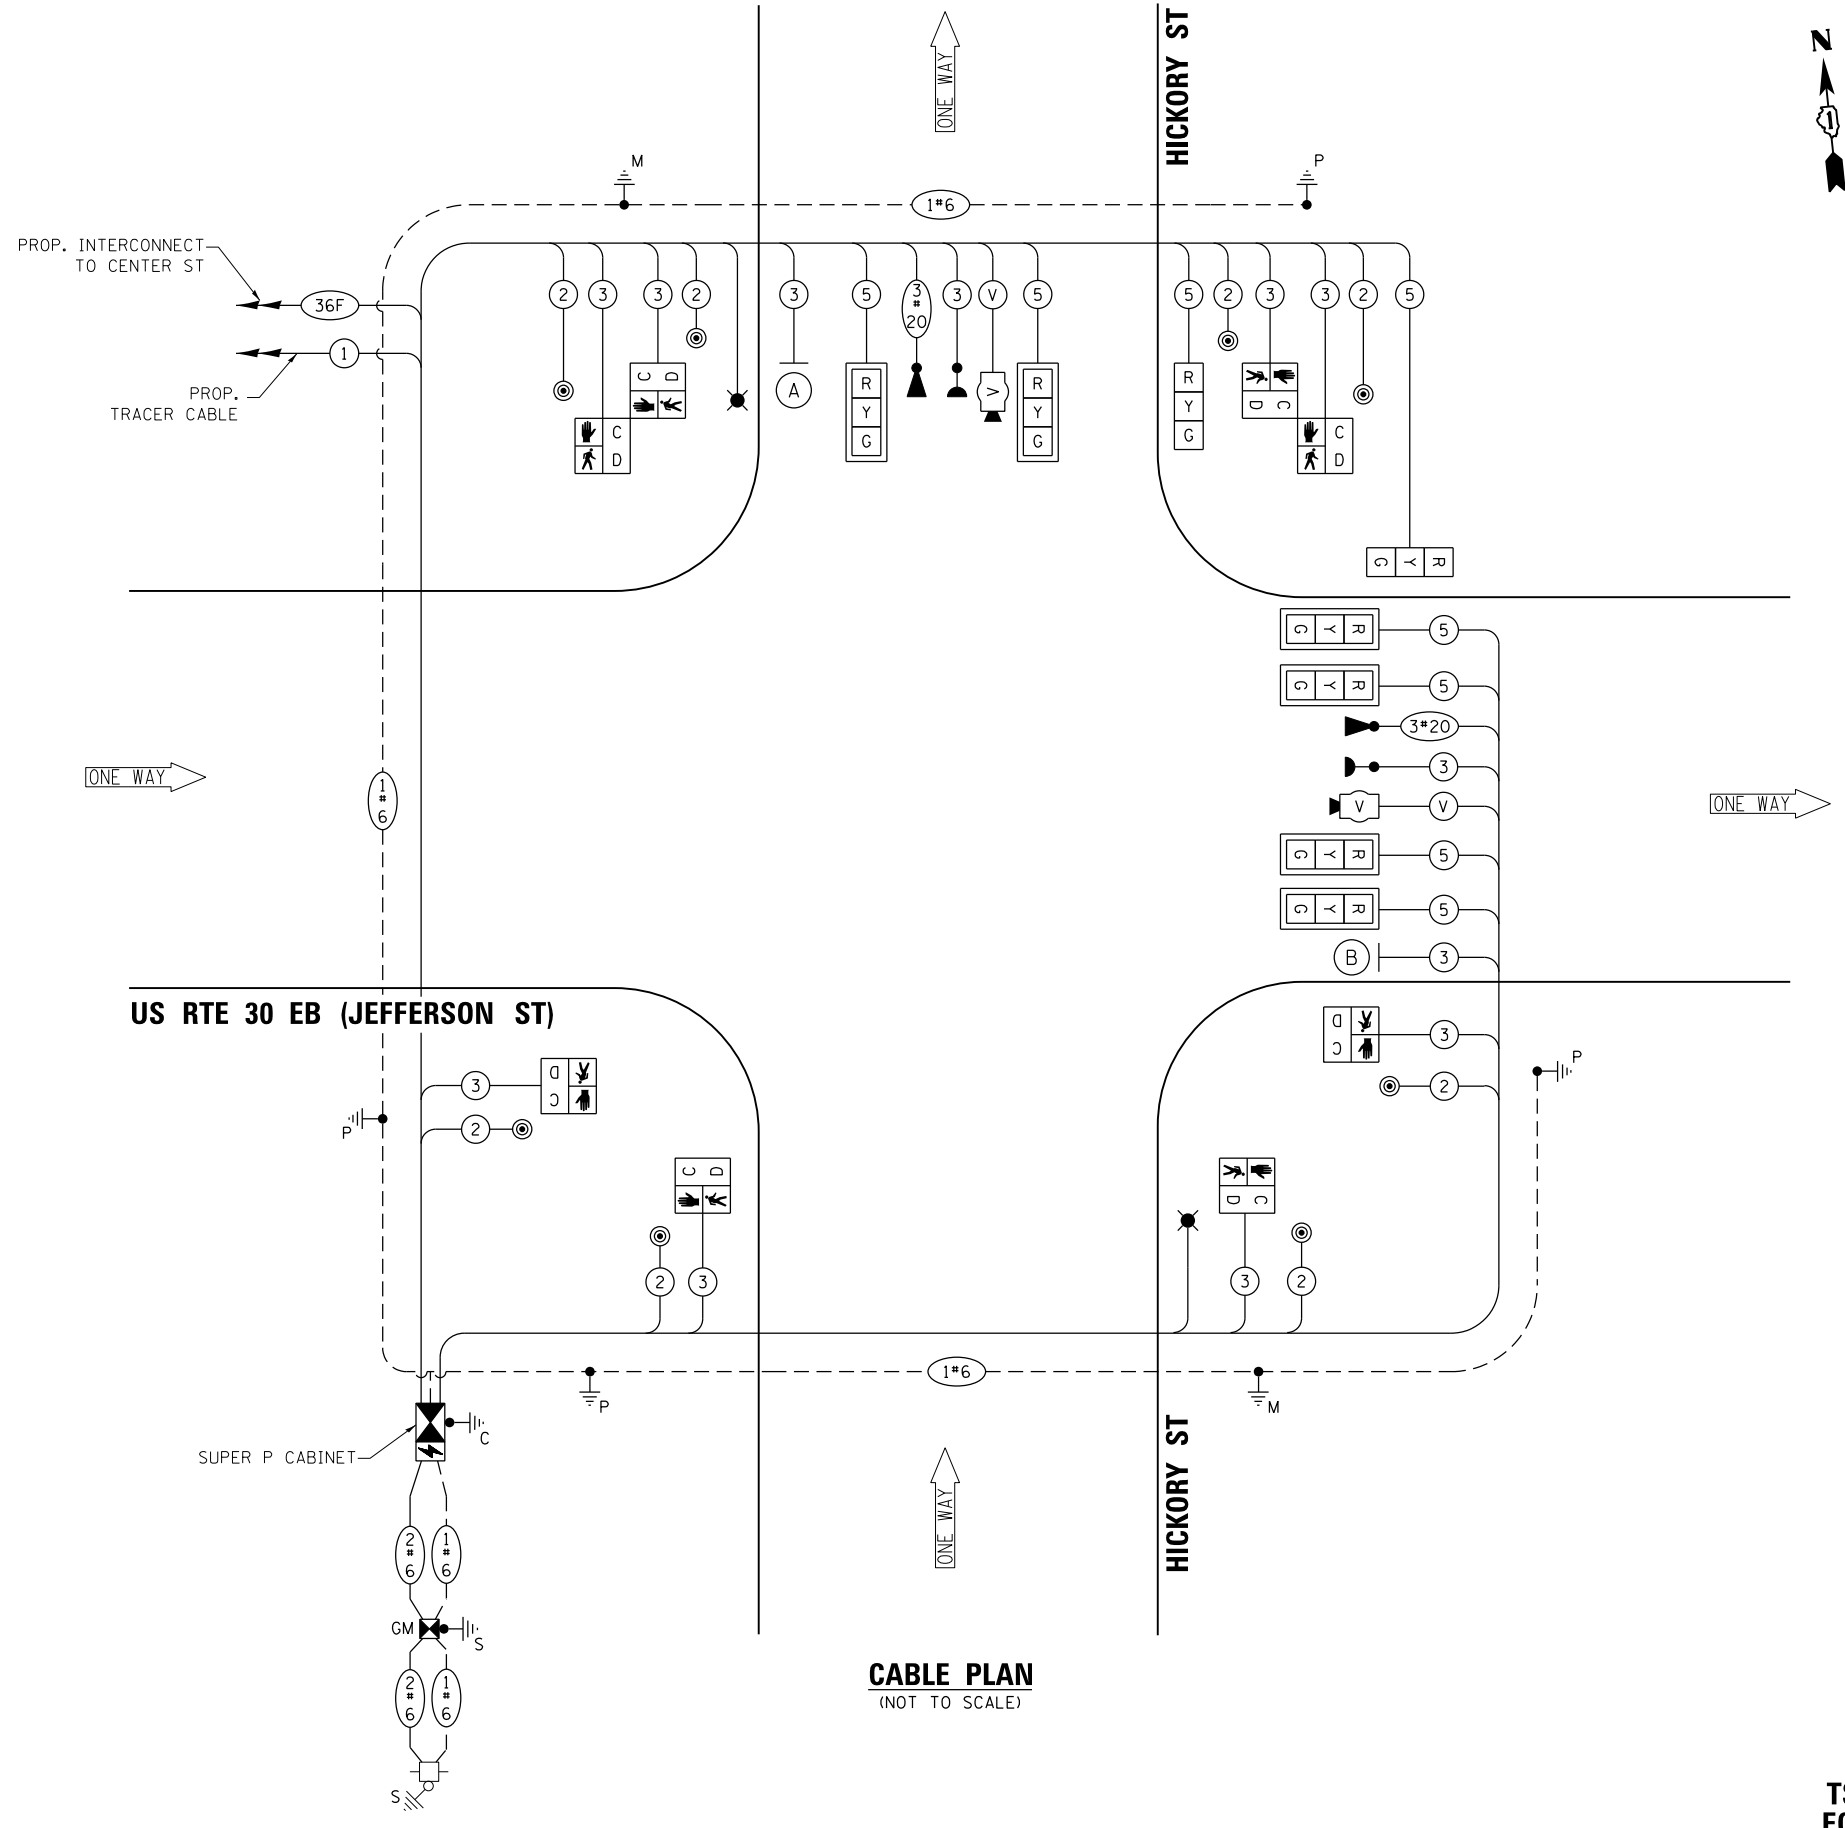 N
1
ONE WAY
HICKORY ST
M
P
1#6
PROP. INTERCONNECT
TO CENTER ST
36F
1
PROP.
TRACER CABLE
2 3 3 2 3 5 3#20 3 V 5 5 2 3 3 2 5
C D
C
D
A
R
Y
G
V
R
Y
G
R
Y
G
D C
C
D
G Y R
G Y R 5
G Y R 5
3#20
3
V V
G Y R 5
G Y R 5
B 3
ONE WAY
1#6
ONE WAY
US RTE 30 EB (JEFFERSON ST)
D
C
3
2
P
3
D
C
2
P
C D
2 3
D C
3 2
1#6
P
M
C
SUPER P CABINET
ONE WAY
HICKORY ST
2#6 1#6
GM
S
2#6 1#6
S
CABLE PLAN
(NOT TO SCALE)